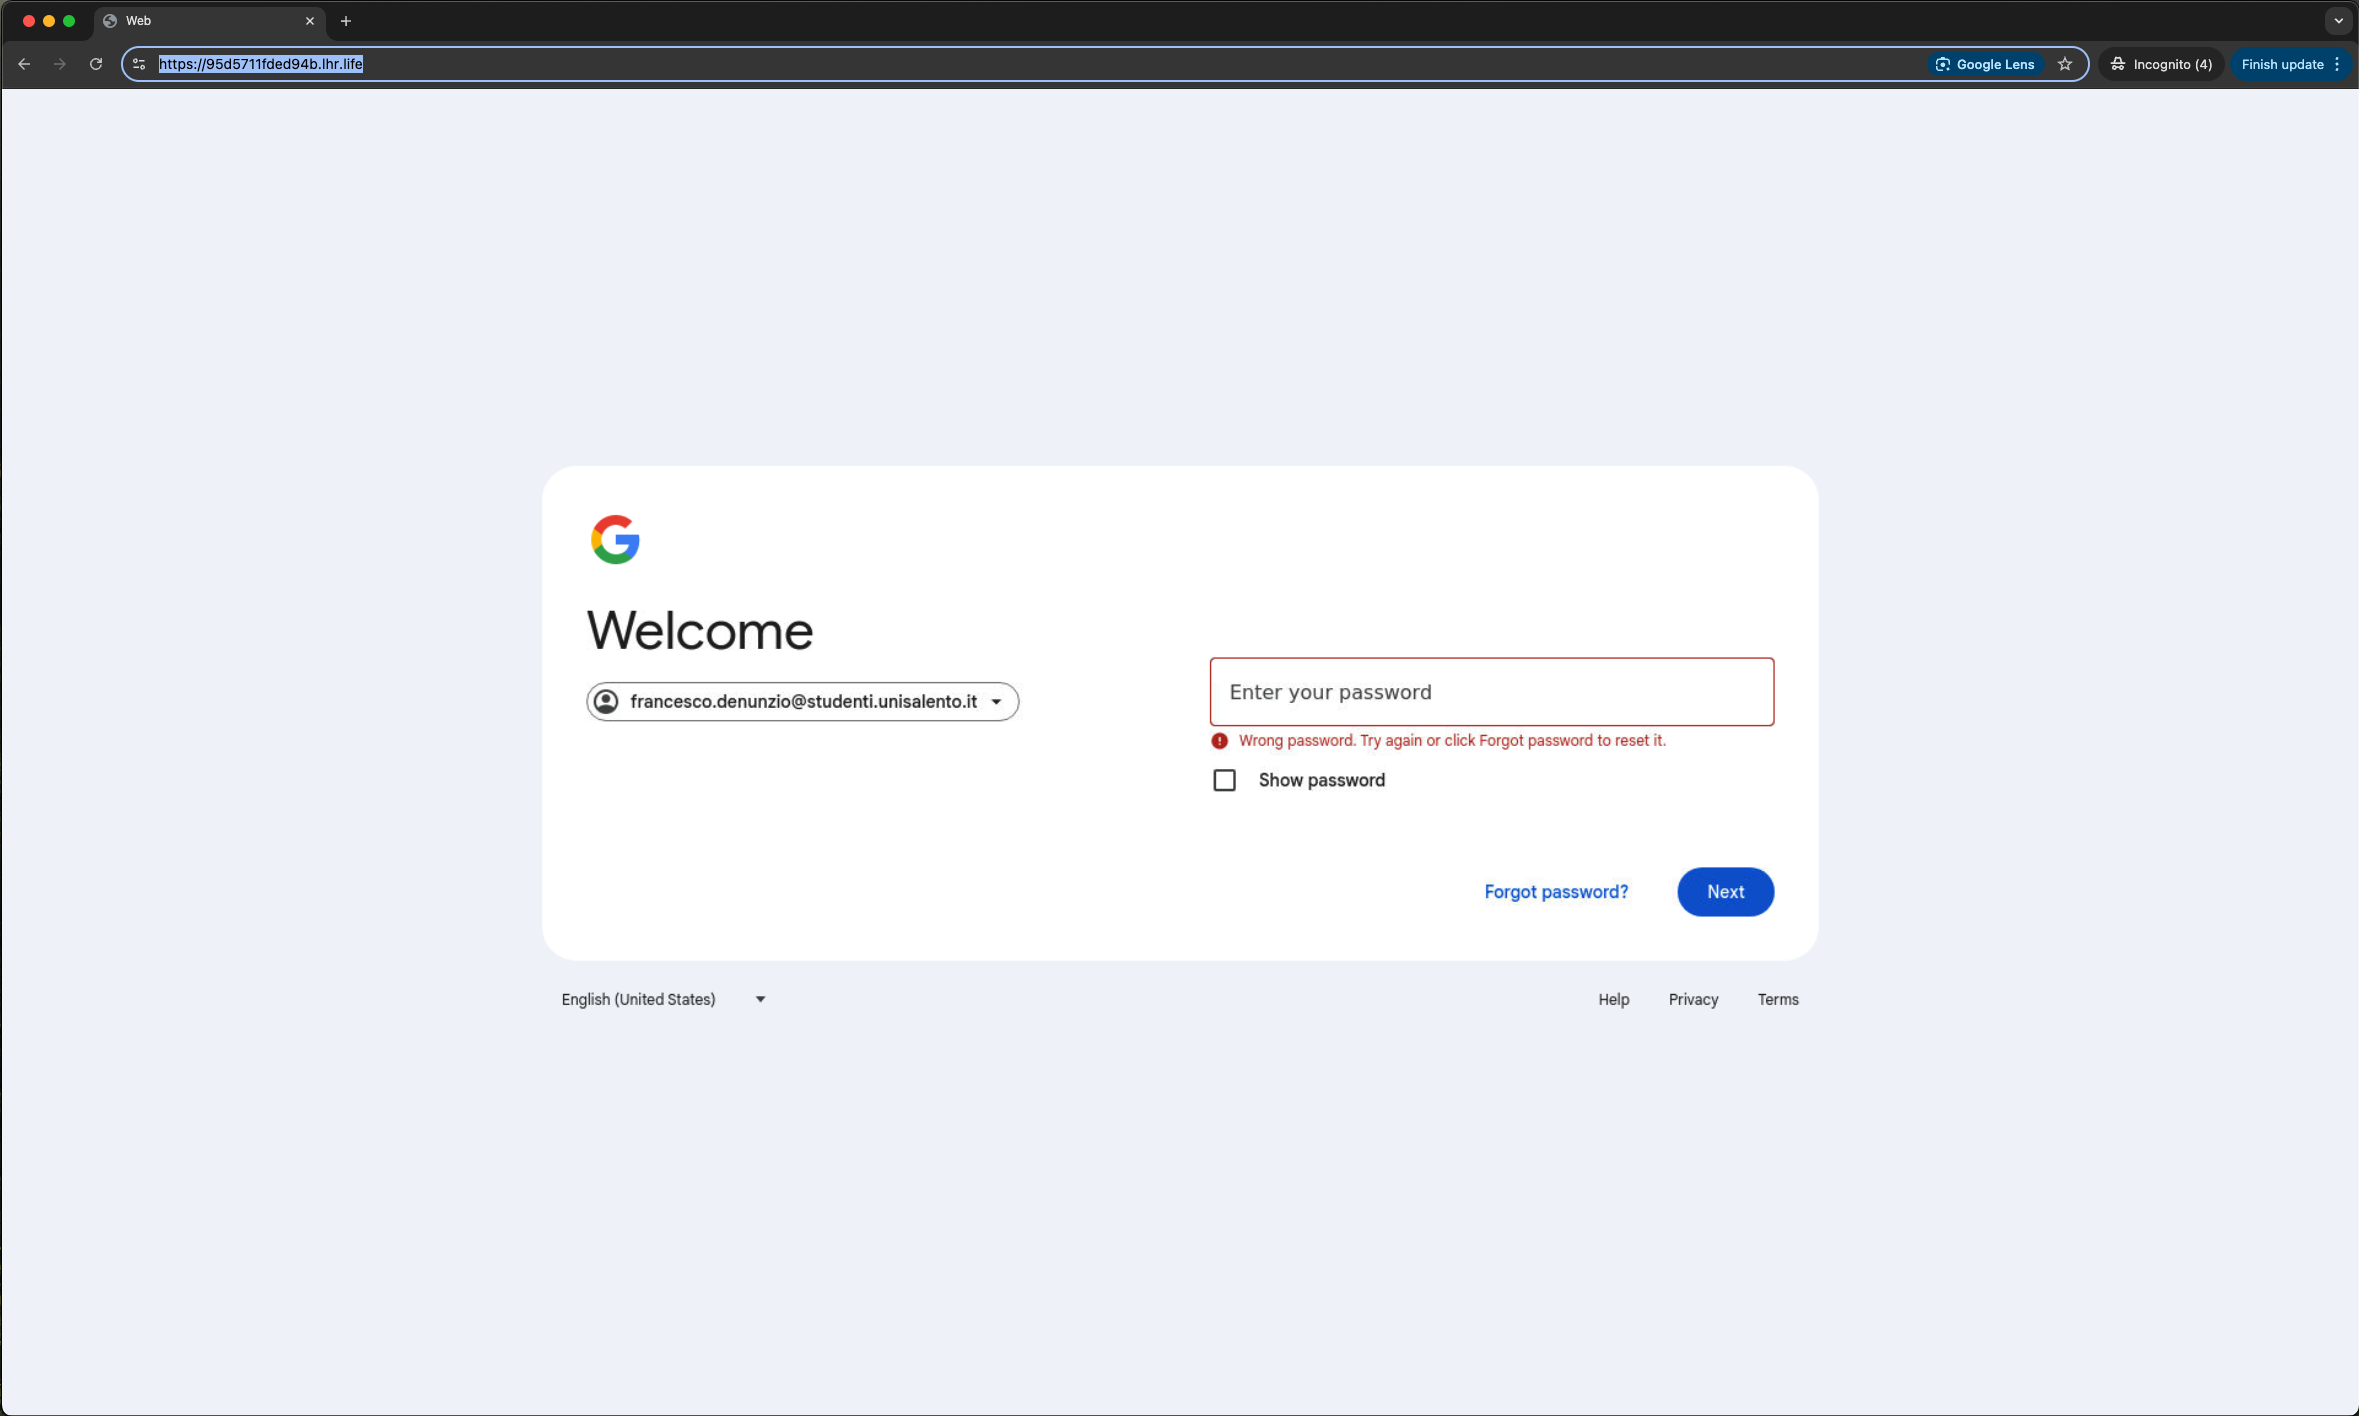 Web
https://95d5711fded94b.lhr.life
Google Lens
Incognito (4)
Finish update
Welcome
francesco.denunzio@studenti.unisalento.it
Enter your password
Wrong password. Try again or click Forgot password to reset it.
Show password
Forgot password?
Next
English (United States)
Help
Privacy
Terms